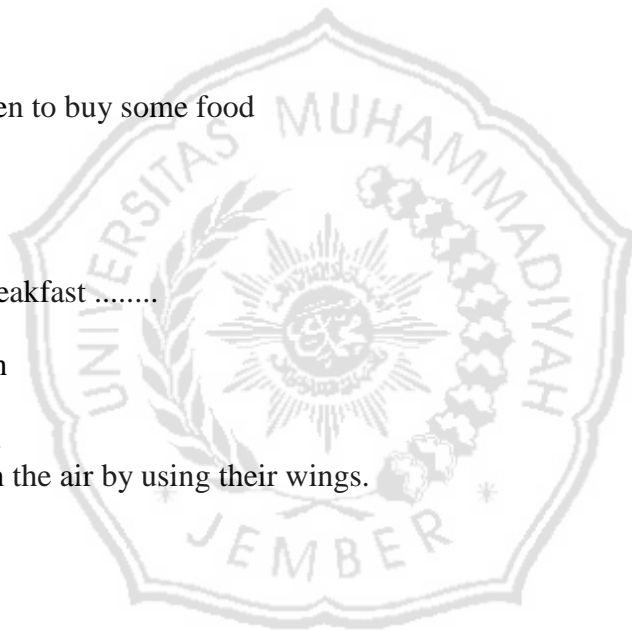 en to buy some food
eakfast ........
n
n the air by using their wings.
UNIVERSITAS MUHAMMADIYAH
JEMBER